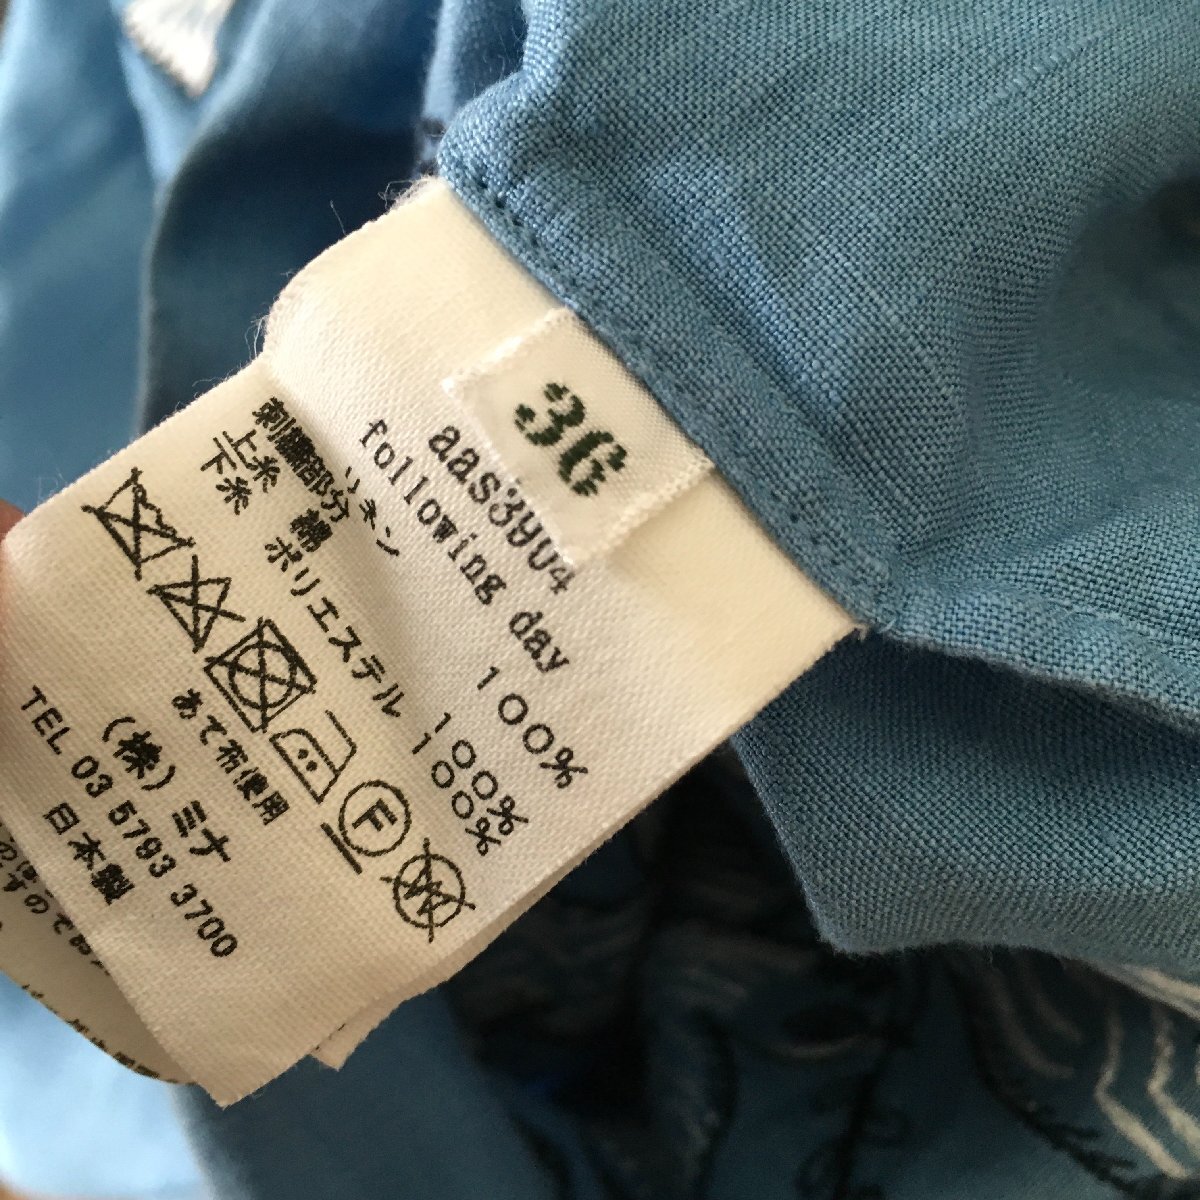 36
aas3904
following day
リネン 100%
刺繍部分
上糸 綿 100%
下糸 ポリエステル 100%
あて布使用
F
W
(株)ミナ
TEL 03 5793 3700
日本製